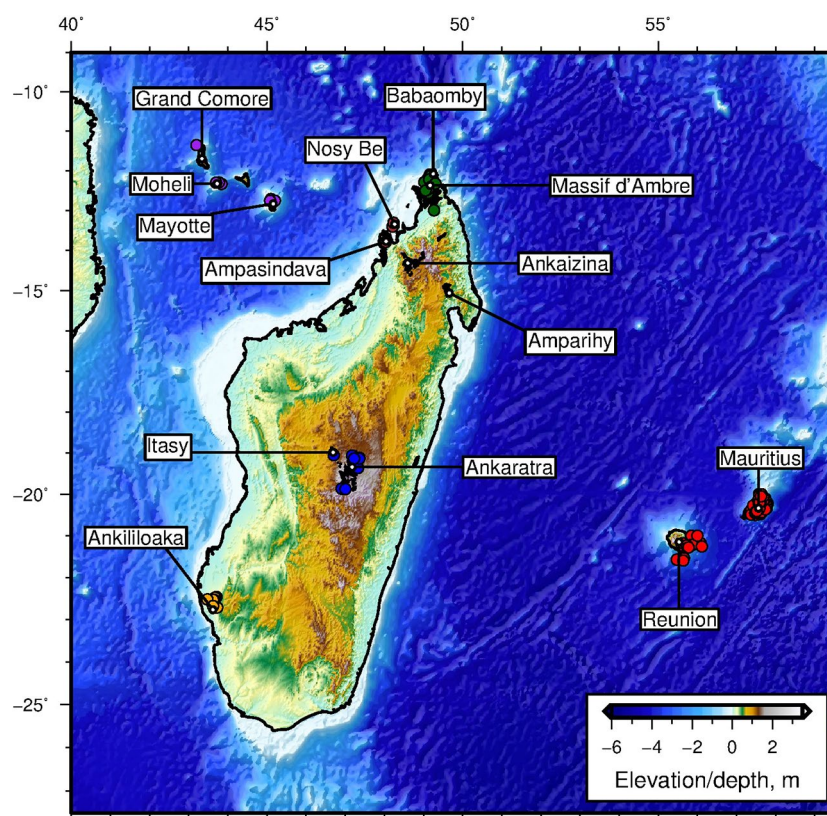 40° 45° 50° 55°
−10°
Grand Comore
Babaomby
Nosy Be
Moheli
Massif d’Ambre
Mayotte
Ampasindava
Ankaizina
−15°
Amparihy
Itasy
Ankaratra
Mauritius
−20°
Ankililoaka
Reunion
−25°
−6 −4 −2 0 2
Elevation/depth, m